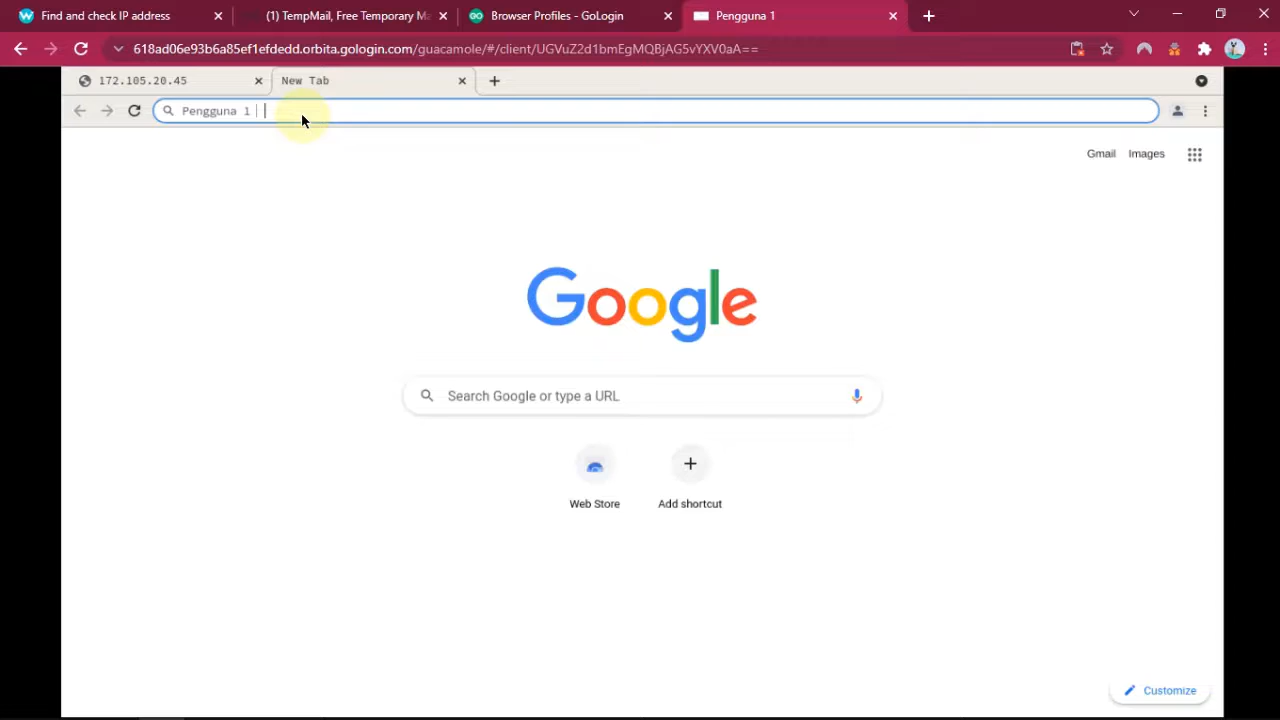 Find and check IP address
(1) TempMail, Free Temporary Ma
Browser Profiles - GoLogin
Pengguna 1
618ad06e93b6a85ef1efdedd.orbita.gologin.com/guacamole/#/client/UGVuZ2d1bmEgMQBjAG5vYXV0aA==
172.105.20.45
New Tab
Pengguna 1 |
Gmail
Images
Google
Search Google or type a URL
Web Store
Add shortcut
Customize